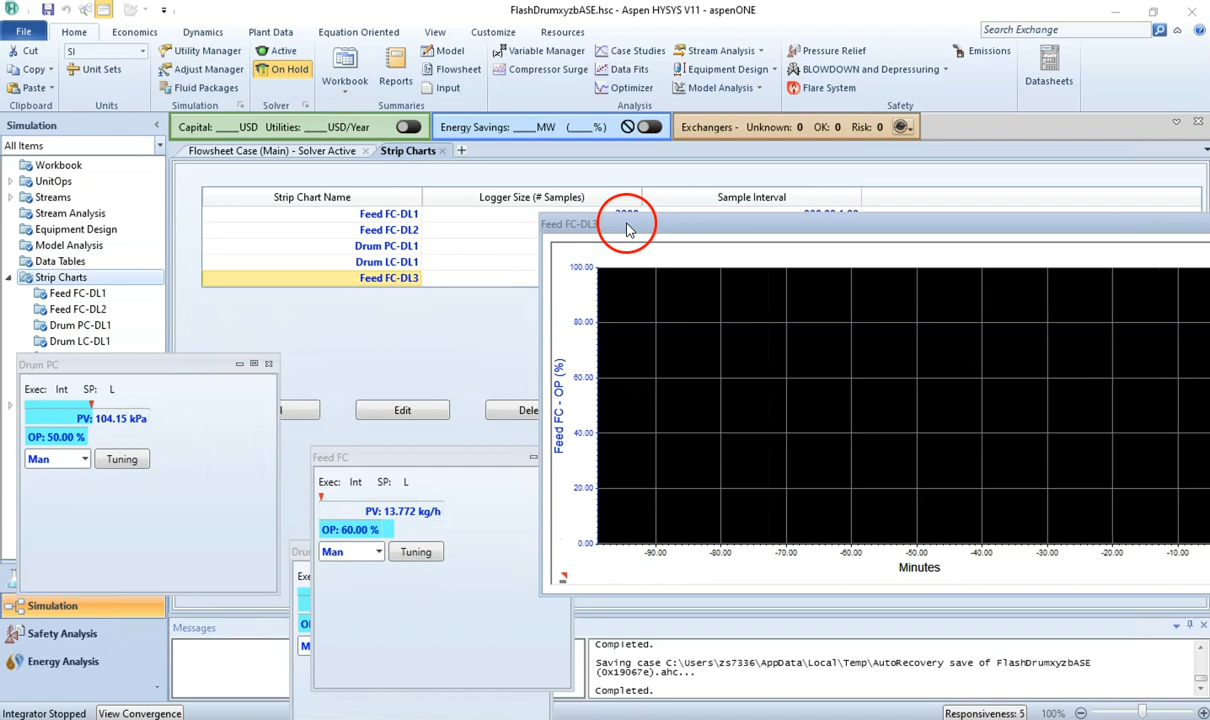 FlashDrumxyzbASE.hsc - Aspen HYSYS V11 - aspenONE
File Home Economics Dynamics Plant Data Equation Oriented View Customize Resources Search Exchange
Cut SI Utility Manager Active Model Variable Manager Case Studies Stream Analysis Pressure Relief Emissions
Copy Unit Sets Adjust Manager On Hold Workbook Reports Flowsheet Compressor Surge Data Fits Equipment Design BLOWDOWN and Depressuring Datasheets
Paste Fluid Packages Input Optimizer Model Analysis Flare System
Clipboard Units Simulation Solver Summaries Analysis Safety
Simulation Capital: ____USD Utilities: ____USD/Year Energy Savings: ____MW (____%) Exchangers - Unknown: 0 OK: 0 Risk: 0
All Items Flowsheet Case (Main) - Solver Active Strip Charts
Workbook
UnitOps
Streams
Stream Analysis
Equipment Design
Model Analysis
Data Tables
Strip Charts
Feed FC-DL1
Feed FC-DL2
Drum PC-DL1
Drum LC-DL1
Strip Chart Name Logger Size (# Samples) Sample Interval
Feed FC-DL1
Feed FC-DL2
Drum PC-DL1
Drum LC-DL1
Feed FC-DL3
Edit
Feed FC-DL3
100.00
80.00
60.00
40.00
20.00
0.00
Feed FC - OP (%)
-90.00 -80.00 -70.00 -60.00 -50.00 -40.00 -30.00 -20.00 -10.00
Minutes
Drum PC
Exec: Int SP: L
PV: 104.15 kPa
OP: 50.00 %
Man Tuning
Feed FC
Exec: Int SP: L
PV: 13.772 kg/h
OP: 60.00 %
Man Tuning
Simulation
Safety Analysis
Energy Analysis
Messages
Completed.
Saving case C:\Users\zs7336\AppData\Local\Temp\AutoRecovery save of FlashDrumxyzbASE
(0x19067e).ahc...
Completed.
Integrator Stopped View Convergence Responsiveness: 5 100%